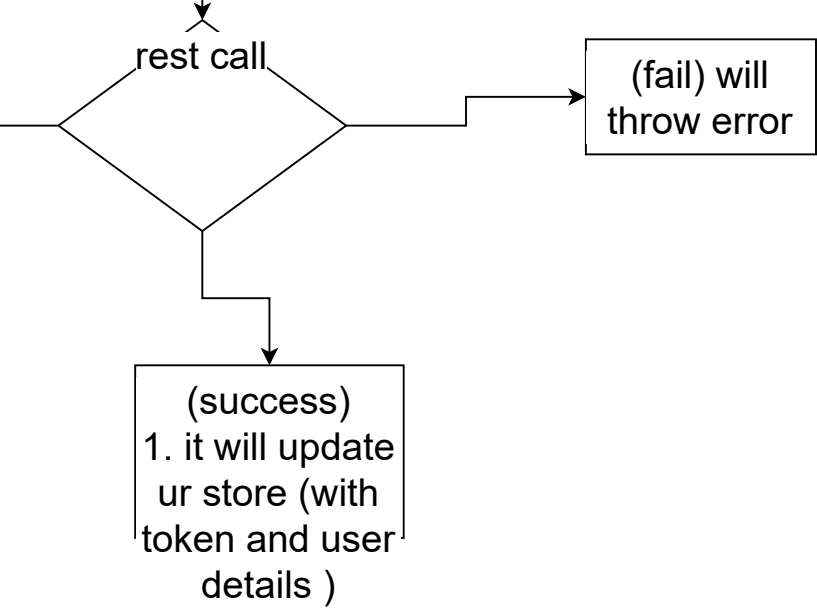 rest call
(fail) will
throw error
(success)
1. it will update
ur store (with
token and user
details )